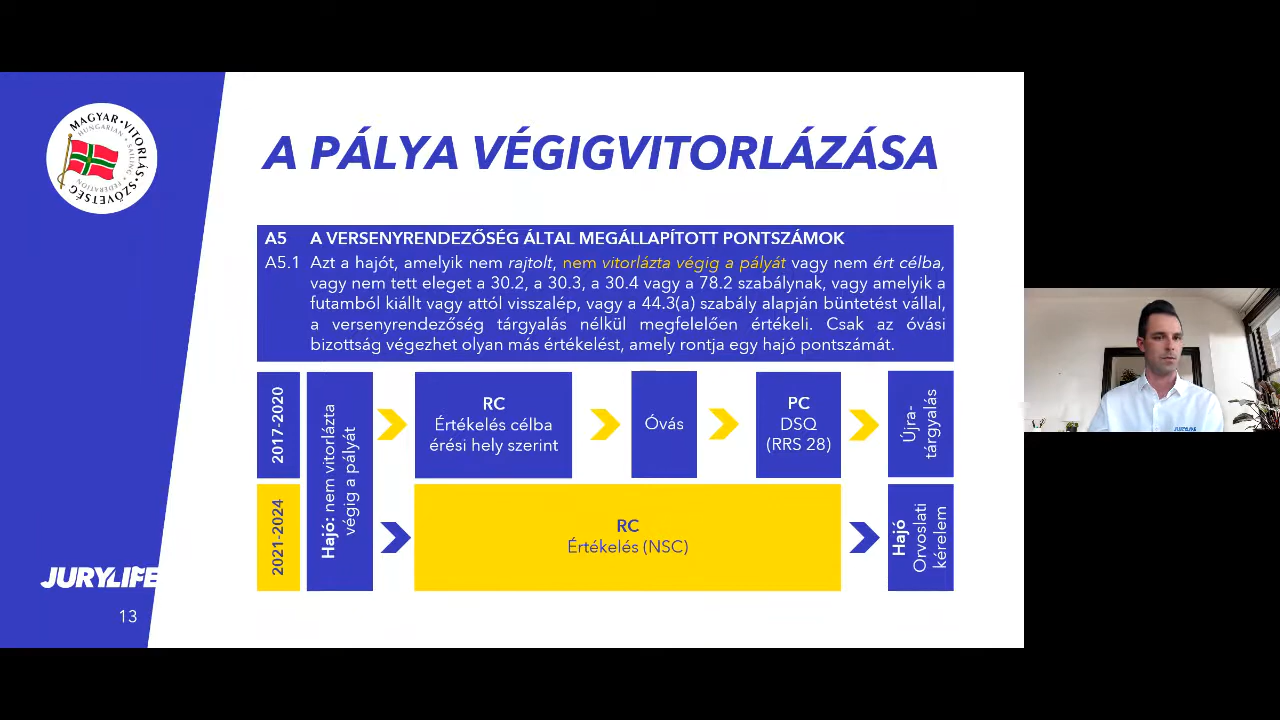 MAGYAR · VITORLÁS · SZÖVETSÉG
HUNGARIAN · SAILING · FEDERATION
A PÁLYA VÉGIGVITORLÁZÁSA
A5 A VERSENYRENDEZŐSÉG ÁLTAL MEGÁLLAPÍTOTT PONTSZÁMOK
A5.1 Azt a hajót, amelyik nem rajtolt, nem vitorlázta végig a pályát vagy nem ért célba,
vagy nem tett eleget a 30.2, a 30.3, a 30.4 vagy a 78.2 szabálynak, vagy amelyik a
futamból kiállt vagy attól visszalép, vagy a 44.3(a) szabály alapján büntetést vállal,
a versenyrendezőség tárgyalás nélkül megfelelően értékeli. Csak az óvási
bizottság végezhet olyan más értékelést, amely rontja egy hajó pontszámát.
2017-2020
2021-2024
Hajó: nem vitorlázta
végig a pályát
RC
Értékelés célba
érési hely szerint
Óvás
PC
DSQ
(RRS 28)
Újra-
tárgyalás
RC
Értékelés (NSC)
Hajó
Orvoslati
kérelem
JURYLIFE
13